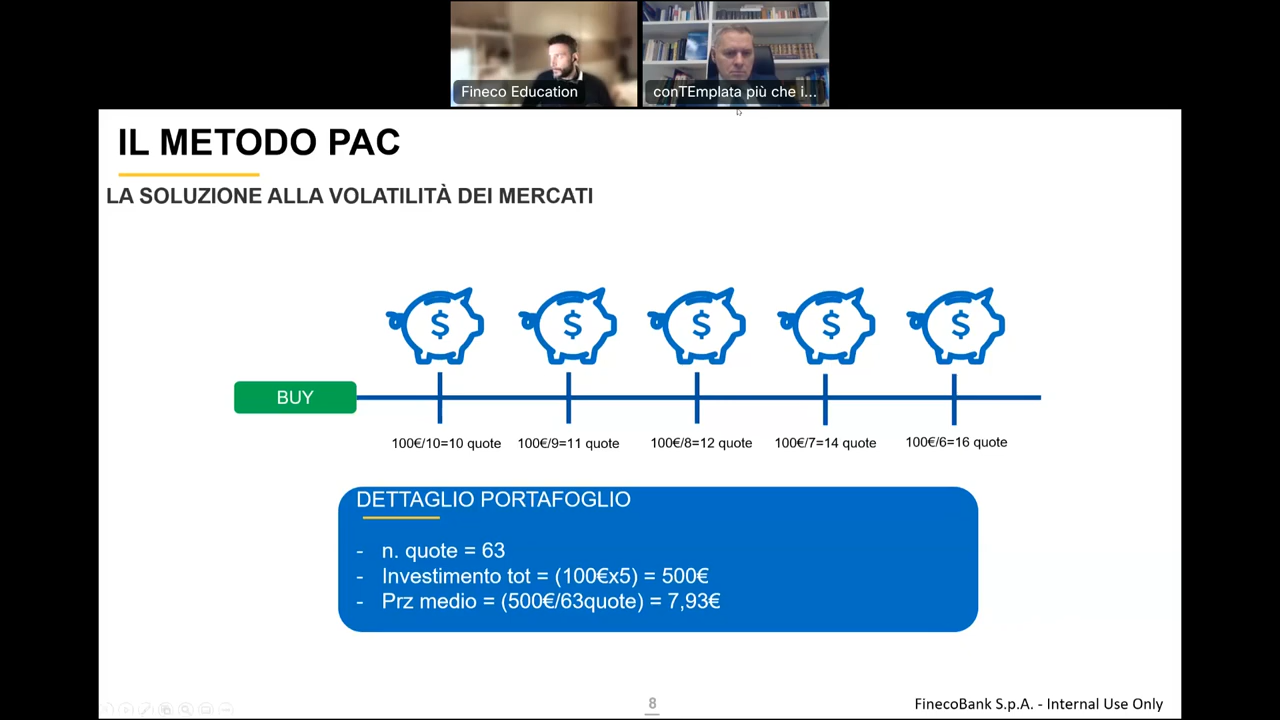 Fineco Education
conTEmplata più che i...
IL METODO PAC
LA SOLUZIONE ALLA VOLATILITÀ DEI MERCATI
$ $ $ $ $
BUY
100€/10=10 quote 100€/9=11 quote 100€/8=12 quote 100€/7=14 quote 100€/6=16 quote
DETTAGLIO PORTAFOGLIO
- n. quote = 63
- Investimento tot = (100€x5) = 500€
- Prz medio = (500€/63quote) = 7,93€
8
FinecoBank S.p.A. - Internal Use Only